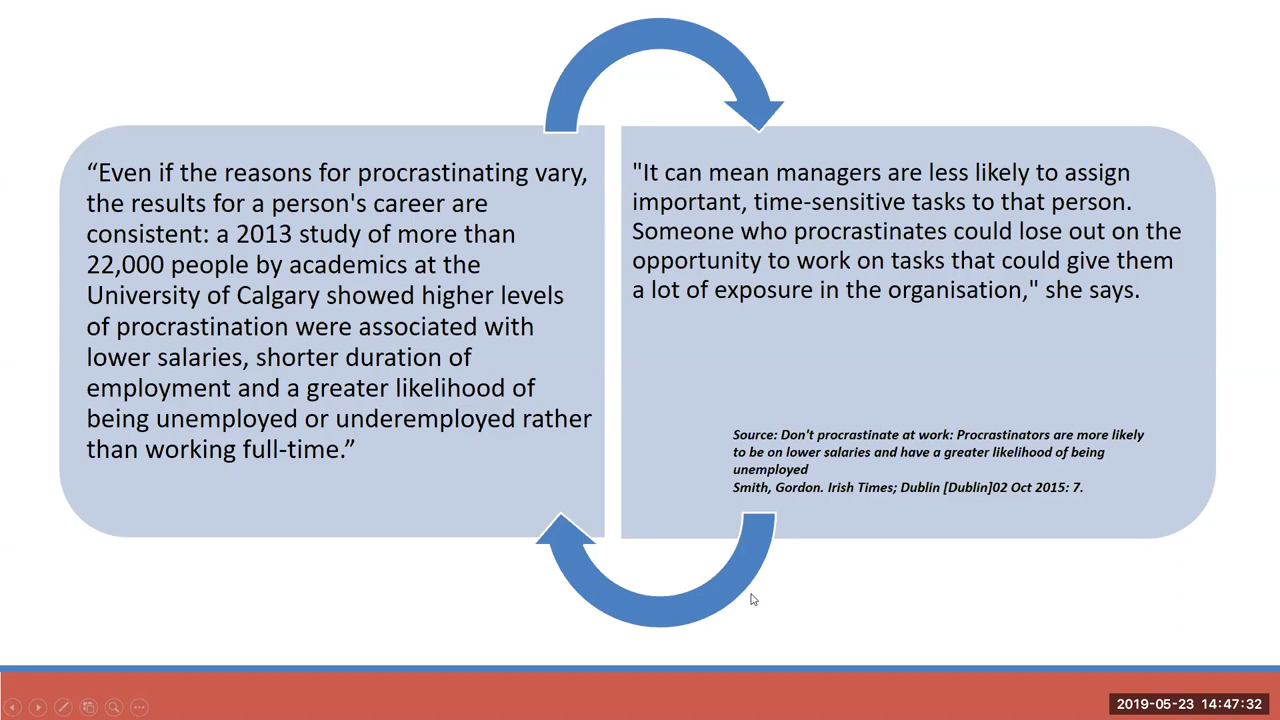 “Even if the reasons for procrastinating vary,
the results for a person's career are
consistent: a 2013 study of more than
22,000 people by academics at the
University of Calgary showed higher levels
of procrastination were associated with
lower salaries, shorter duration of
employment and a greater likelihood of
being unemployed or underemployed rather
than working full-time.”
"It can mean managers are less likely to assign
important, time-sensitive tasks to that person.
Someone who procrastinates could lose out on the
opportunity to work on tasks that could give them
a lot of exposure in the organisation," she says.
Source: Don't procrastinate at work: Procrastinators are more likely
to be on lower salaries and have a greater likelihood of being
unemployed
Smith, Gordon. Irish Times; Dublin [Dublin]02 Oct 2015: 7.
2019-05-23 14:47:32